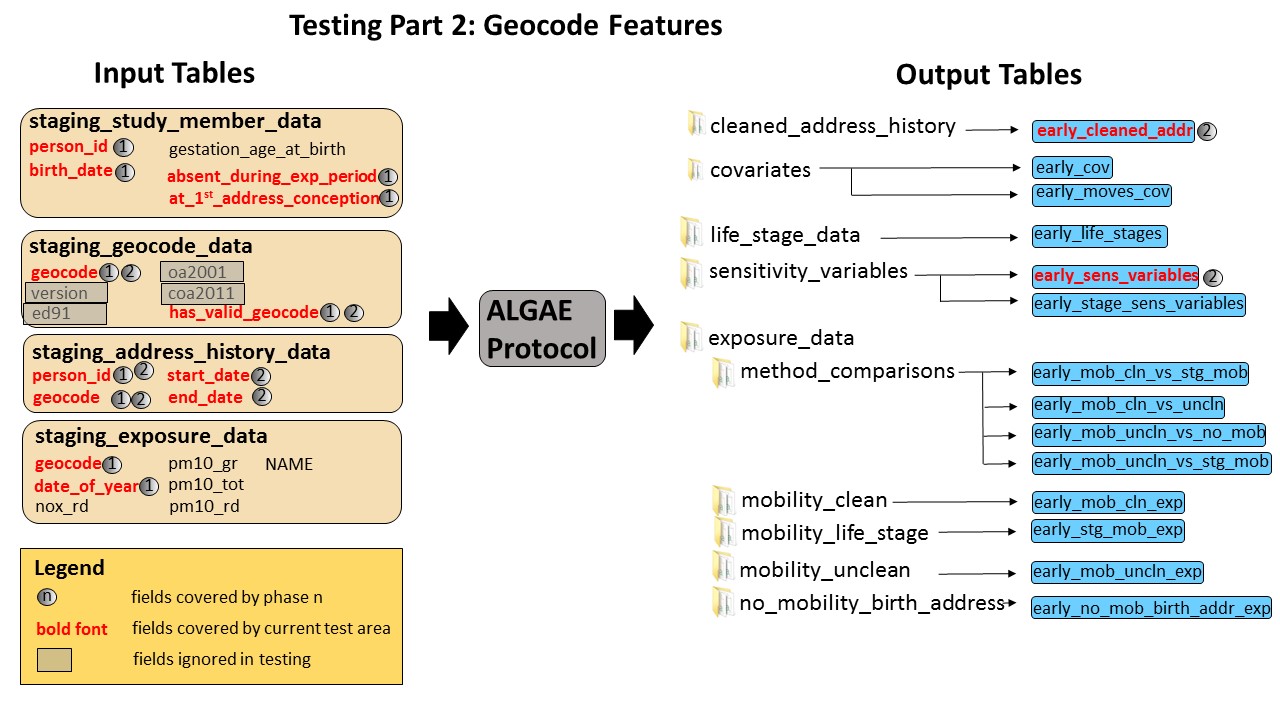 Testing Part 2: Geocode Features
Input Tables
staging_study_member_data
person_id 1
gestation_age_at_birth
birth_date 1
absent_during_exp_period 1
at_1st_address_conception 1
staging_geocode_data
geocode 1 2
oa2001
version
coa2011
ed91
has_valid_geocode 1 2
staging_address_history_data
person_id 1 2
start_date 2
geocode 1 2
end_date 2
staging_exposure_data
geocode 1
pm10_gr
NAME
date_of_year 1
pm10_tot
nox_rd
pm10_rd
Legend
n fields covered by phase n
bold font fields covered by current test area
fields ignored in testing
ALGAE
Protocol
Output Tables
cleaned_address_history
early_cleaned_addr 2
covariates
early_cov
early_moves_cov
life_stage_data
early_life_stages
sensitivity_variables
early_sens_variables 2
early_stage_sens_variables
exposure_data
method_comparisons
early_mob_cln_vs_stg_mob
early_mob_cln_vs_uncln
early_mob_uncln_vs_no_mob
early_mob_uncln_vs_stg_mob
mobility_clean
early_mob_cln_exp
mobility_life_stage
early_stg_mob_exp
mobility_unclean
early_mob_uncln_exp
no_mobility_birth_address
early_no_mob_birth_addr_exp